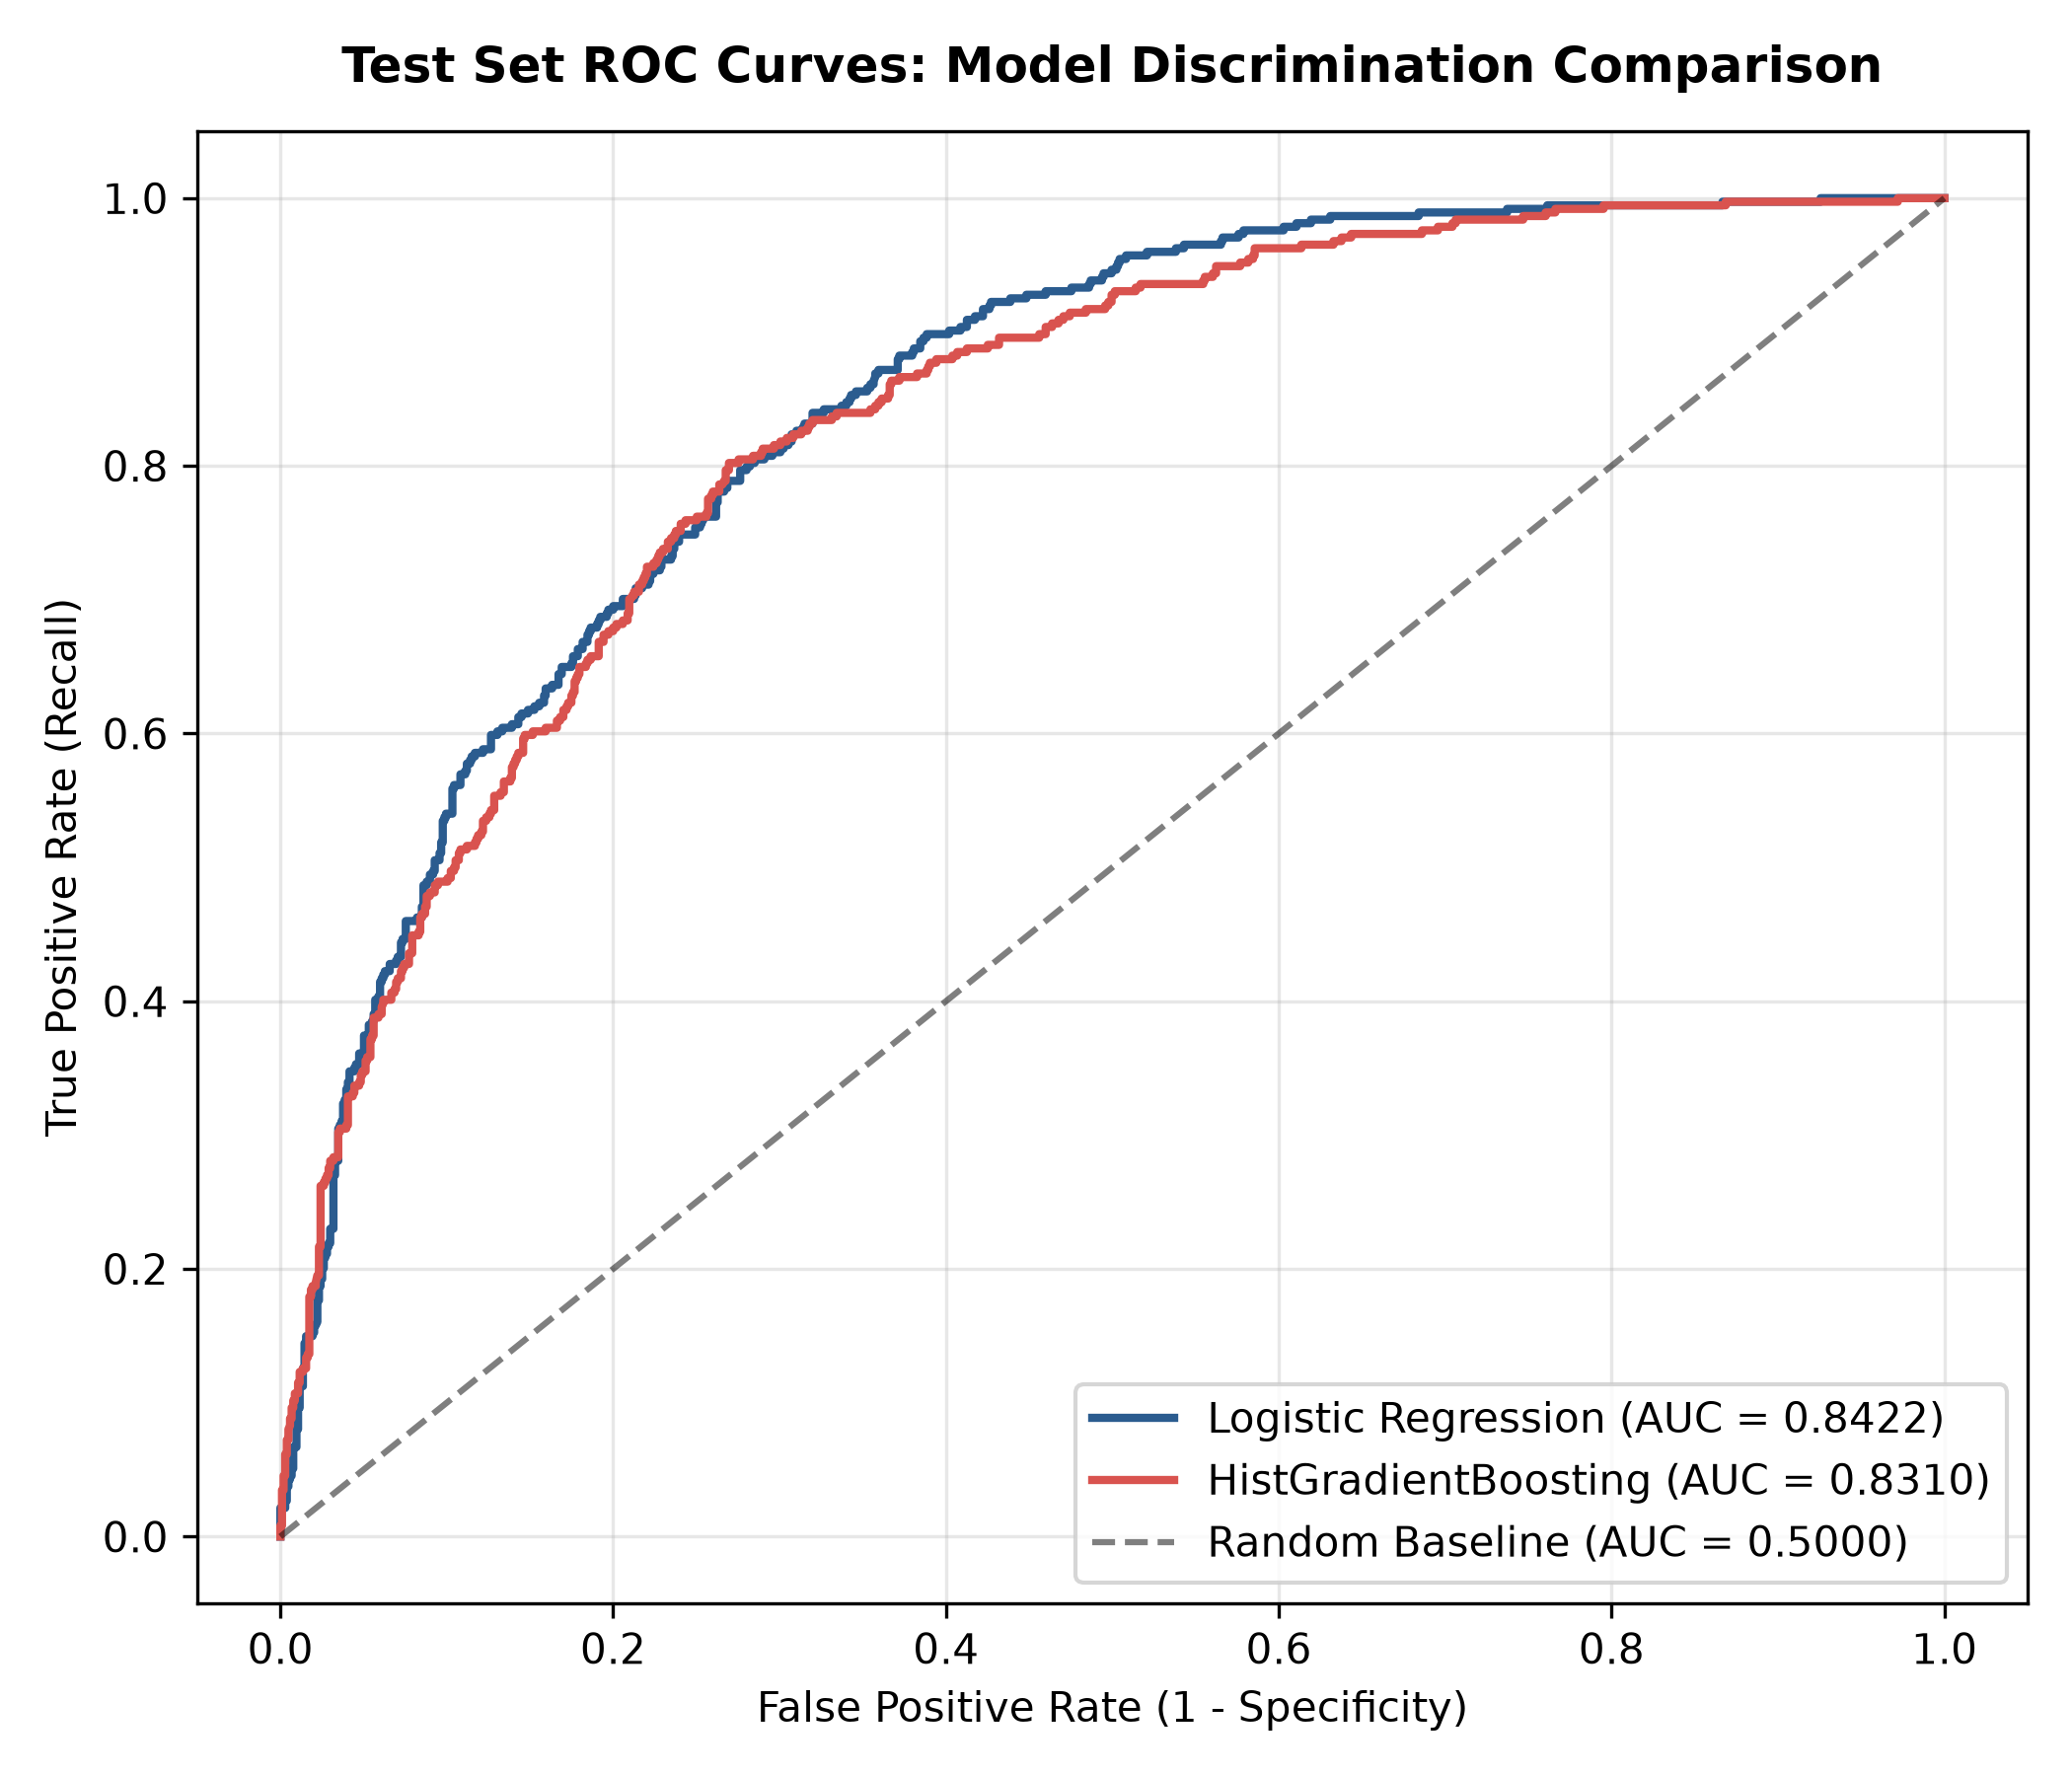 Test Set ROC Curves: Model Discrimination Comparison
True Positive Rate (Recall)
1.0
0.8
0.6
0.4
0.2
0.0
Logistic Regression (AUC = 0.8422)
HistGradientBoosting (AUC = 0.8310)
Random Baseline (AUC = 0.5000)
0.0 0.2 0.4 0.6 0.8 1.0
False Positive Rate (1 - Specificity)